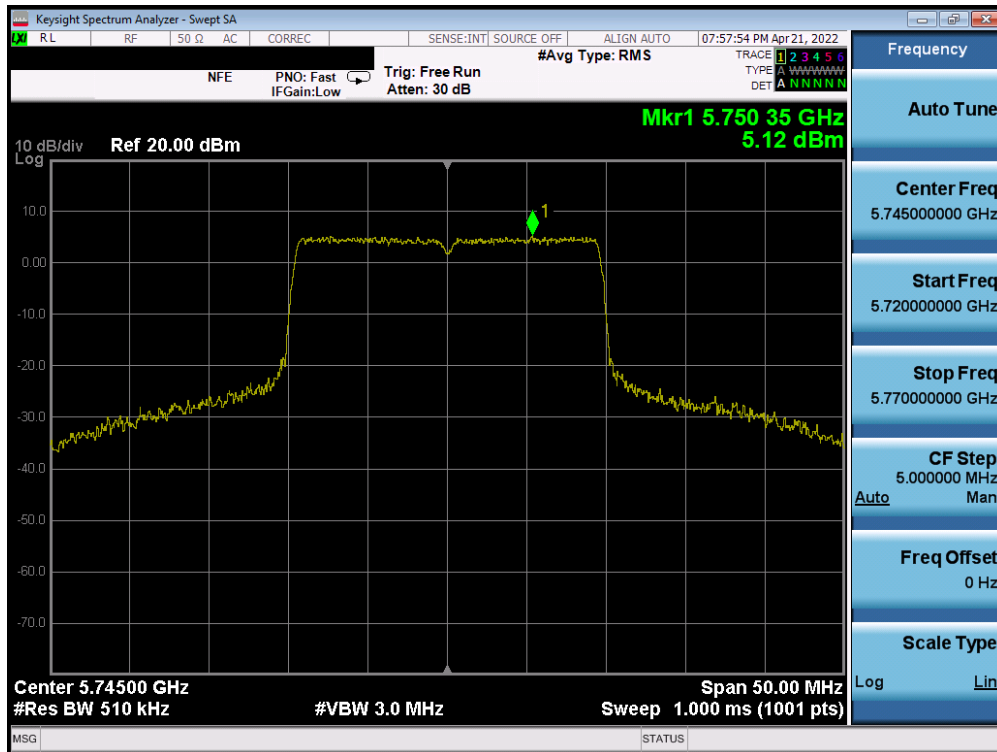 Keysight Spectrum Analyzer - Swept SA
LXI RL RF 50 Ω AC CORREC SENSE:INT SOURCE OFF ALIGN AUTO 07:57:54 PM Apr 21, 2022
#Avg Type: RMS
TRACE 1 2 3 4 5 6
NFE PNO: Fast Trig: Free Run TYPE A WWWWW
IFGain:Low Atten: 30 dB DET A N N N N N
Mkr1 5.750 35 GHz
5.12 dBm
10 dB/div Ref 20.00 dBm
Log
1
10.0
0.00
-10.0
-20.0
-30.0
-40.0
-50.0
-60.0
-70.0
Center 5.74500 GHz Span 50.00 MHz
#Res BW 510 kHz #VBW 3.0 MHz Sweep 1.000 ms (1001 pts)
MSG STATUS
Frequency
Auto Tune
Center Freq
5.745000000 GHz
Start Freq
5.720000000 GHz
Stop Freq
5.770000000 GHz
CF Step
5.000000 MHz
Auto Man
Freq Offset
0 Hz
Scale Type
Log Lin